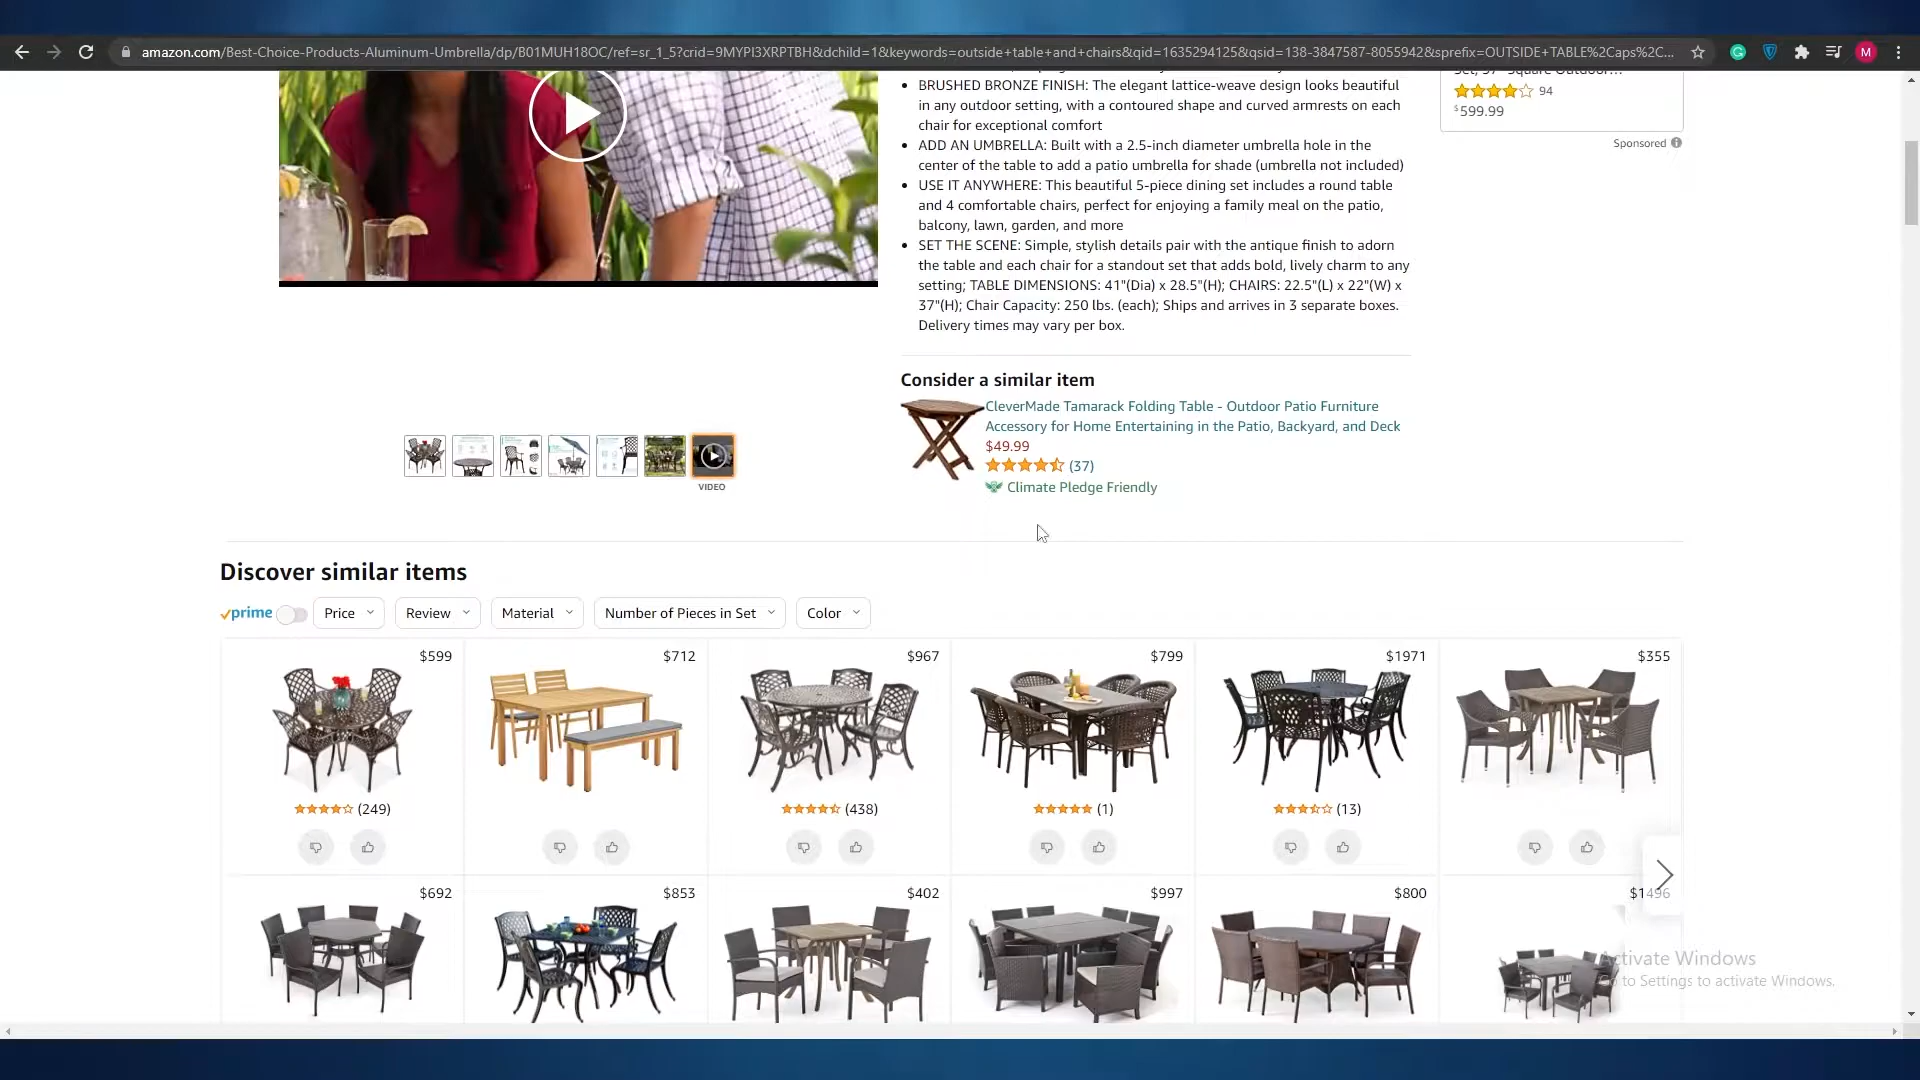 amazon.com/Best-Choice-Products-Aluminum-Umbrella/dp/B01MUH18OC/ref=sr_1_5?crid=9MYPI3XRPTBH&dchild=1&keywords=outside+table+and+chairs&qid=1635294125&qsid=138-3847587-8055942&sprefix=OUTSIDE+TABLE%2Caps%2C...
M
BRUSHED BRONZE FINISH: The elegant lattice-weave design looks beautiful
in any outdoor setting, with a contoured shape and curved armrests on each
chair for exceptional comfort
ADD AN UMBRELLA: Built with a 2.5-inch diameter umbrella hole in the
center of the table to add a patio umbrella for shade (umbrella not included)
USE IT ANYWHERE: This beautiful 5-piece dining set includes a round table
and 4 comfortable chairs, perfect for enjoying a family meal on the patio,
balcony, lawn, garden, and more
SET THE SCENE: Simple, stylish details pair with the antique finish to adorn
the table and each chair for a standout set that adds bold, lively charm to any
setting; TABLE DIMENSIONS: 41"(Dia) x 28.5"(H); CHAIRS: 22.5"(L) x 22"(W) x
37"(H); Chair Capacity: 250 lbs. (each); Ships and arrives in 3 separate boxes.
Delivery times may vary per box.
94
$599.99
Sponsored
VIDEO
Consider a similar item
CleverMade Tamarack Folding Table - Outdoor Patio Furniture
Accessory for Home Entertaining in the Patio, Backyard, and Deck
$49.99
(37)
Climate Pledge Friendly
Discover similar items
prime Price Review Material Number of Pieces in Set Color
$599 $712 $967 $799 $1971 $355
(249) (438) (1) (13)
$692 $853 $402 $997 $800 $1496
Activate Windows
Go to Settings to activate Windows.